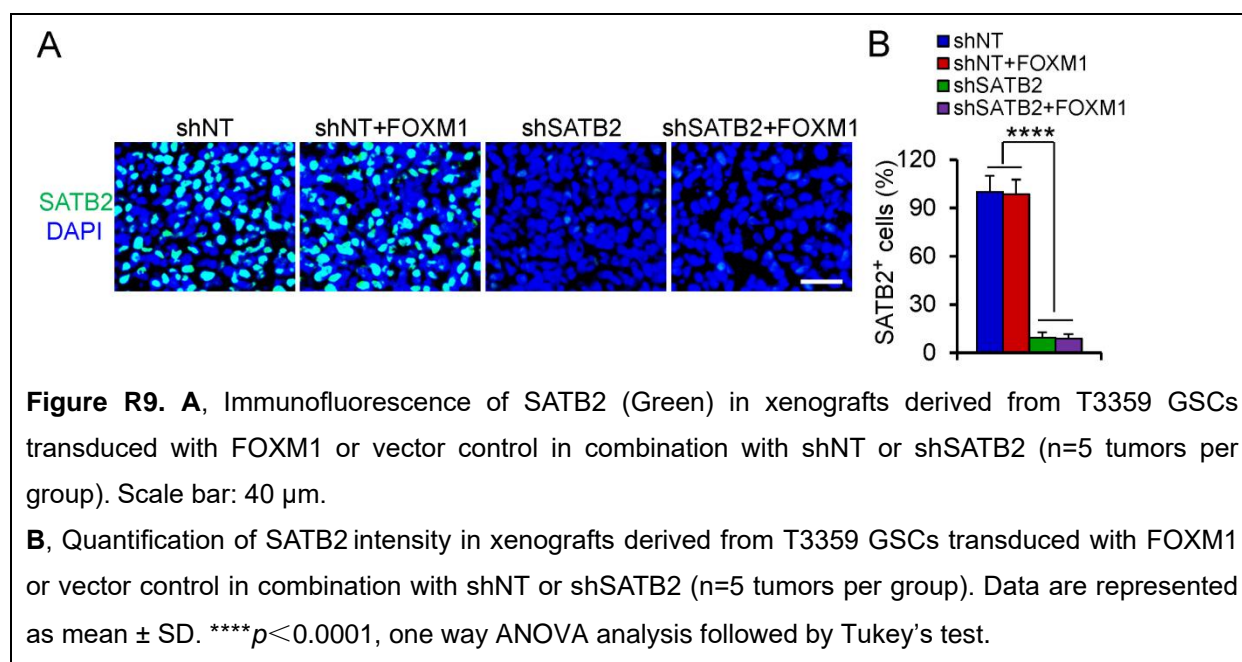 A
shNT
shNT+FOXM1
shSATB2
shSATB2+FOXM1
SATB2
DAPI
B
shNT
shNT+FOXM1
shSATB2
shSATB2+FOXM1
****
SATB2⁺ cells (%)
120
90
60
30
0
Figure R9. A, Immunofluorescence of SATB2 (Green) in xenografts derived from T3359 GSCs
transduced with FOXM1 or vector control in combination with shNT or shSATB2 (n=5 tumors per
group). Scale bar: 40 μm.
B, Quantification of SATB2 intensity in xenografts derived from T3359 GSCs transduced with FOXM1
or vector control in combination with shNT or shSATB2 (n=5 tumors per group). Data are represented
as mean ± SD. ****p<0.0001, one way ANOVA analysis followed by Tukey’s test.